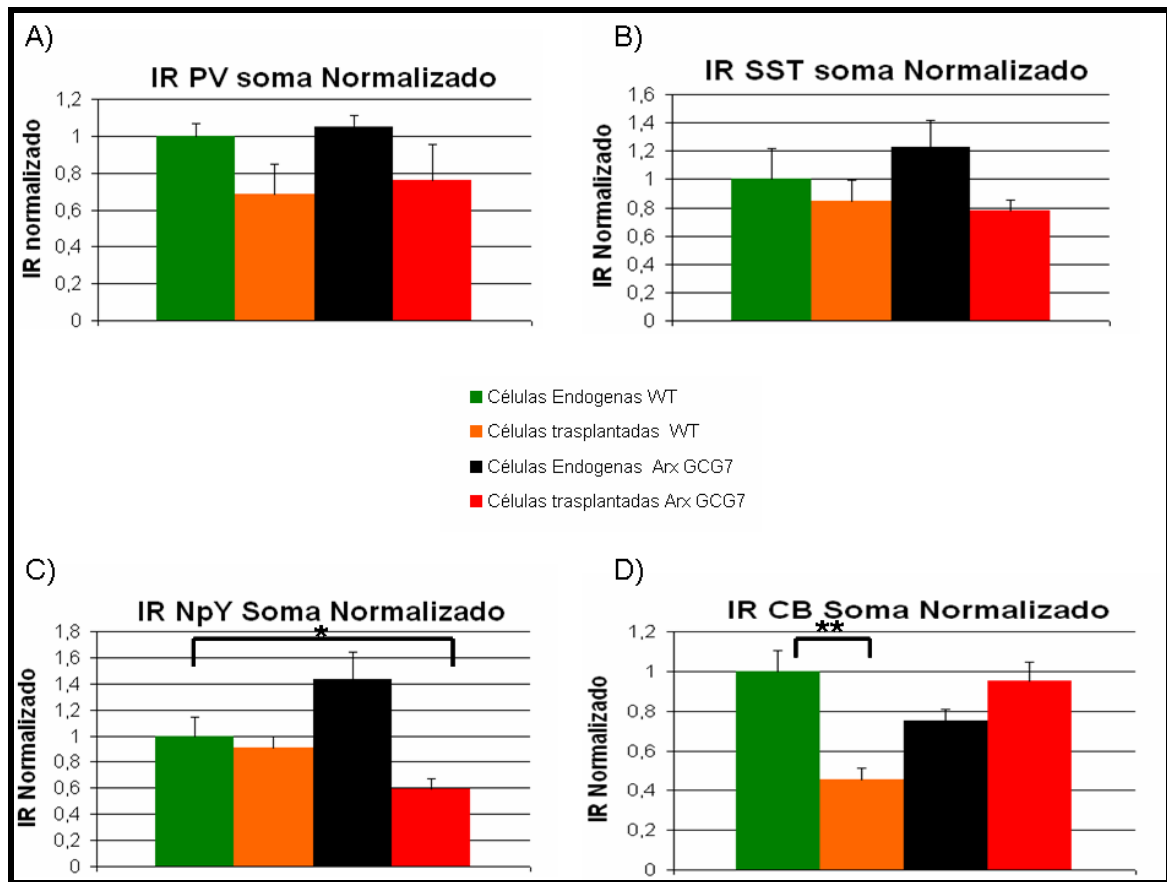 A)
IR PV soma Normalizado
IR normalizado
1,2
1
0,8
0,6
0,4
0,2
0
B)
IR SST soma Normalizado
IR Normalizado
1,6
1,4
1,2
1
0,8
0,6
0,4
0,2
0
Células Endogenas WT
Células trasplantadas WT
Células Endogenas Arx GCG7
Células trasplantadas Arx GCG7
C)
IR NpY Soma Normalizado
IR Normalizado
1,8
1,6
1,4
1,2
1
0,8
0,6
0,4
0,2
0
*
D)
IR CB Soma Normalizado
IR Normalizado
1,2
1
0,8
0,6
0,4
0,2
0
**